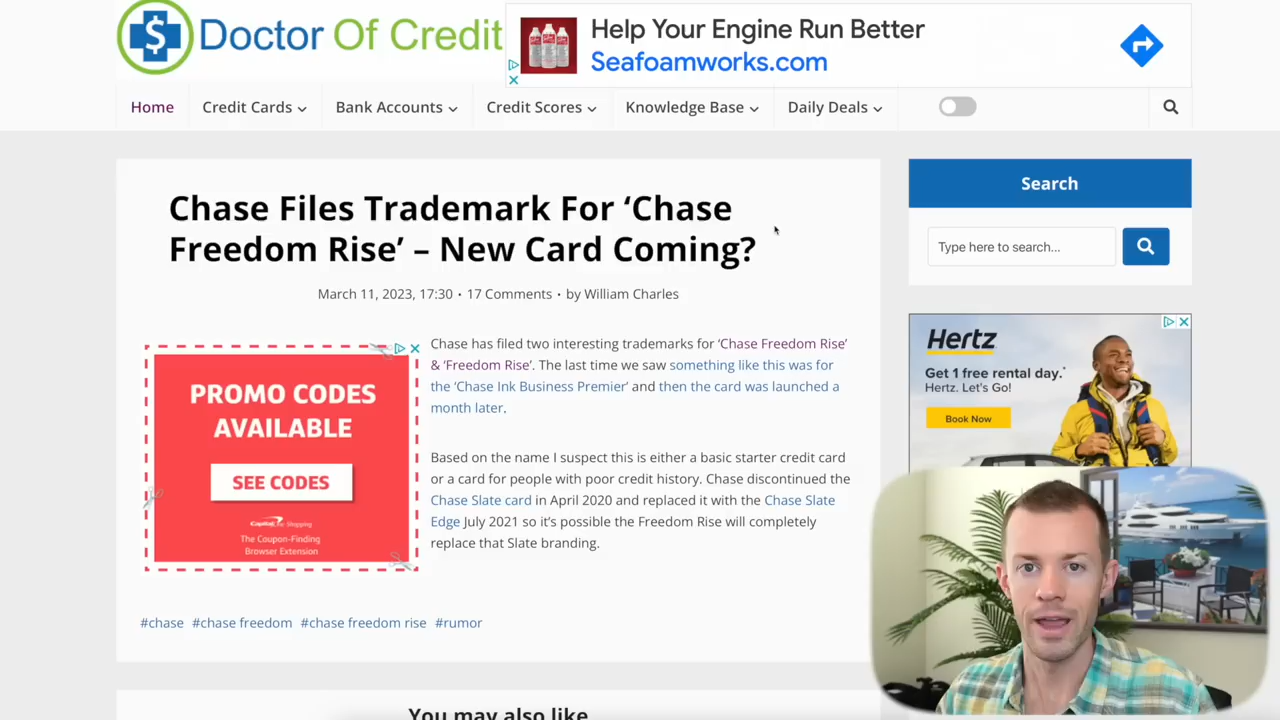 $ Doctor Of Credit
Help Your Engine Run Better
Seafoamworks.com
Home Credit Cards Bank Accounts Credit Scores Knowledge Base Daily Deals
Chase Files Trademark For ‘Chase
Freedom Rise’ – New Card Coming?
March 11, 2023, 17:30 • 17 Comments • by William Charles
PROMO CODES
AVAILABLE
SEE CODES
Capital One Shopping
The Coupon-Finding
Browser Extension
Chase has filed two interesting trademarks for ‘Chase Freedom Rise’
& ‘Freedom Rise’. The last time we saw something like this was for
the ‘Chase Ink Business Premier’ and then the card was launched a
month later.
Based on the name I suspect this is either a basic starter credit card
or a card for people with poor credit history. Chase discontinued the
Chase Slate card in April 2020 and replaced it with the Chase Slate
Edge July 2021 so it’s possible the Freedom Rise will completely
replace that Slate branding.
#chase #chase freedom #chase freedom rise #rumor
You may also like
Search
Type here to search...
Hertz
Get 1 free rental day.*
Hertz. Let's Go!
Book Now